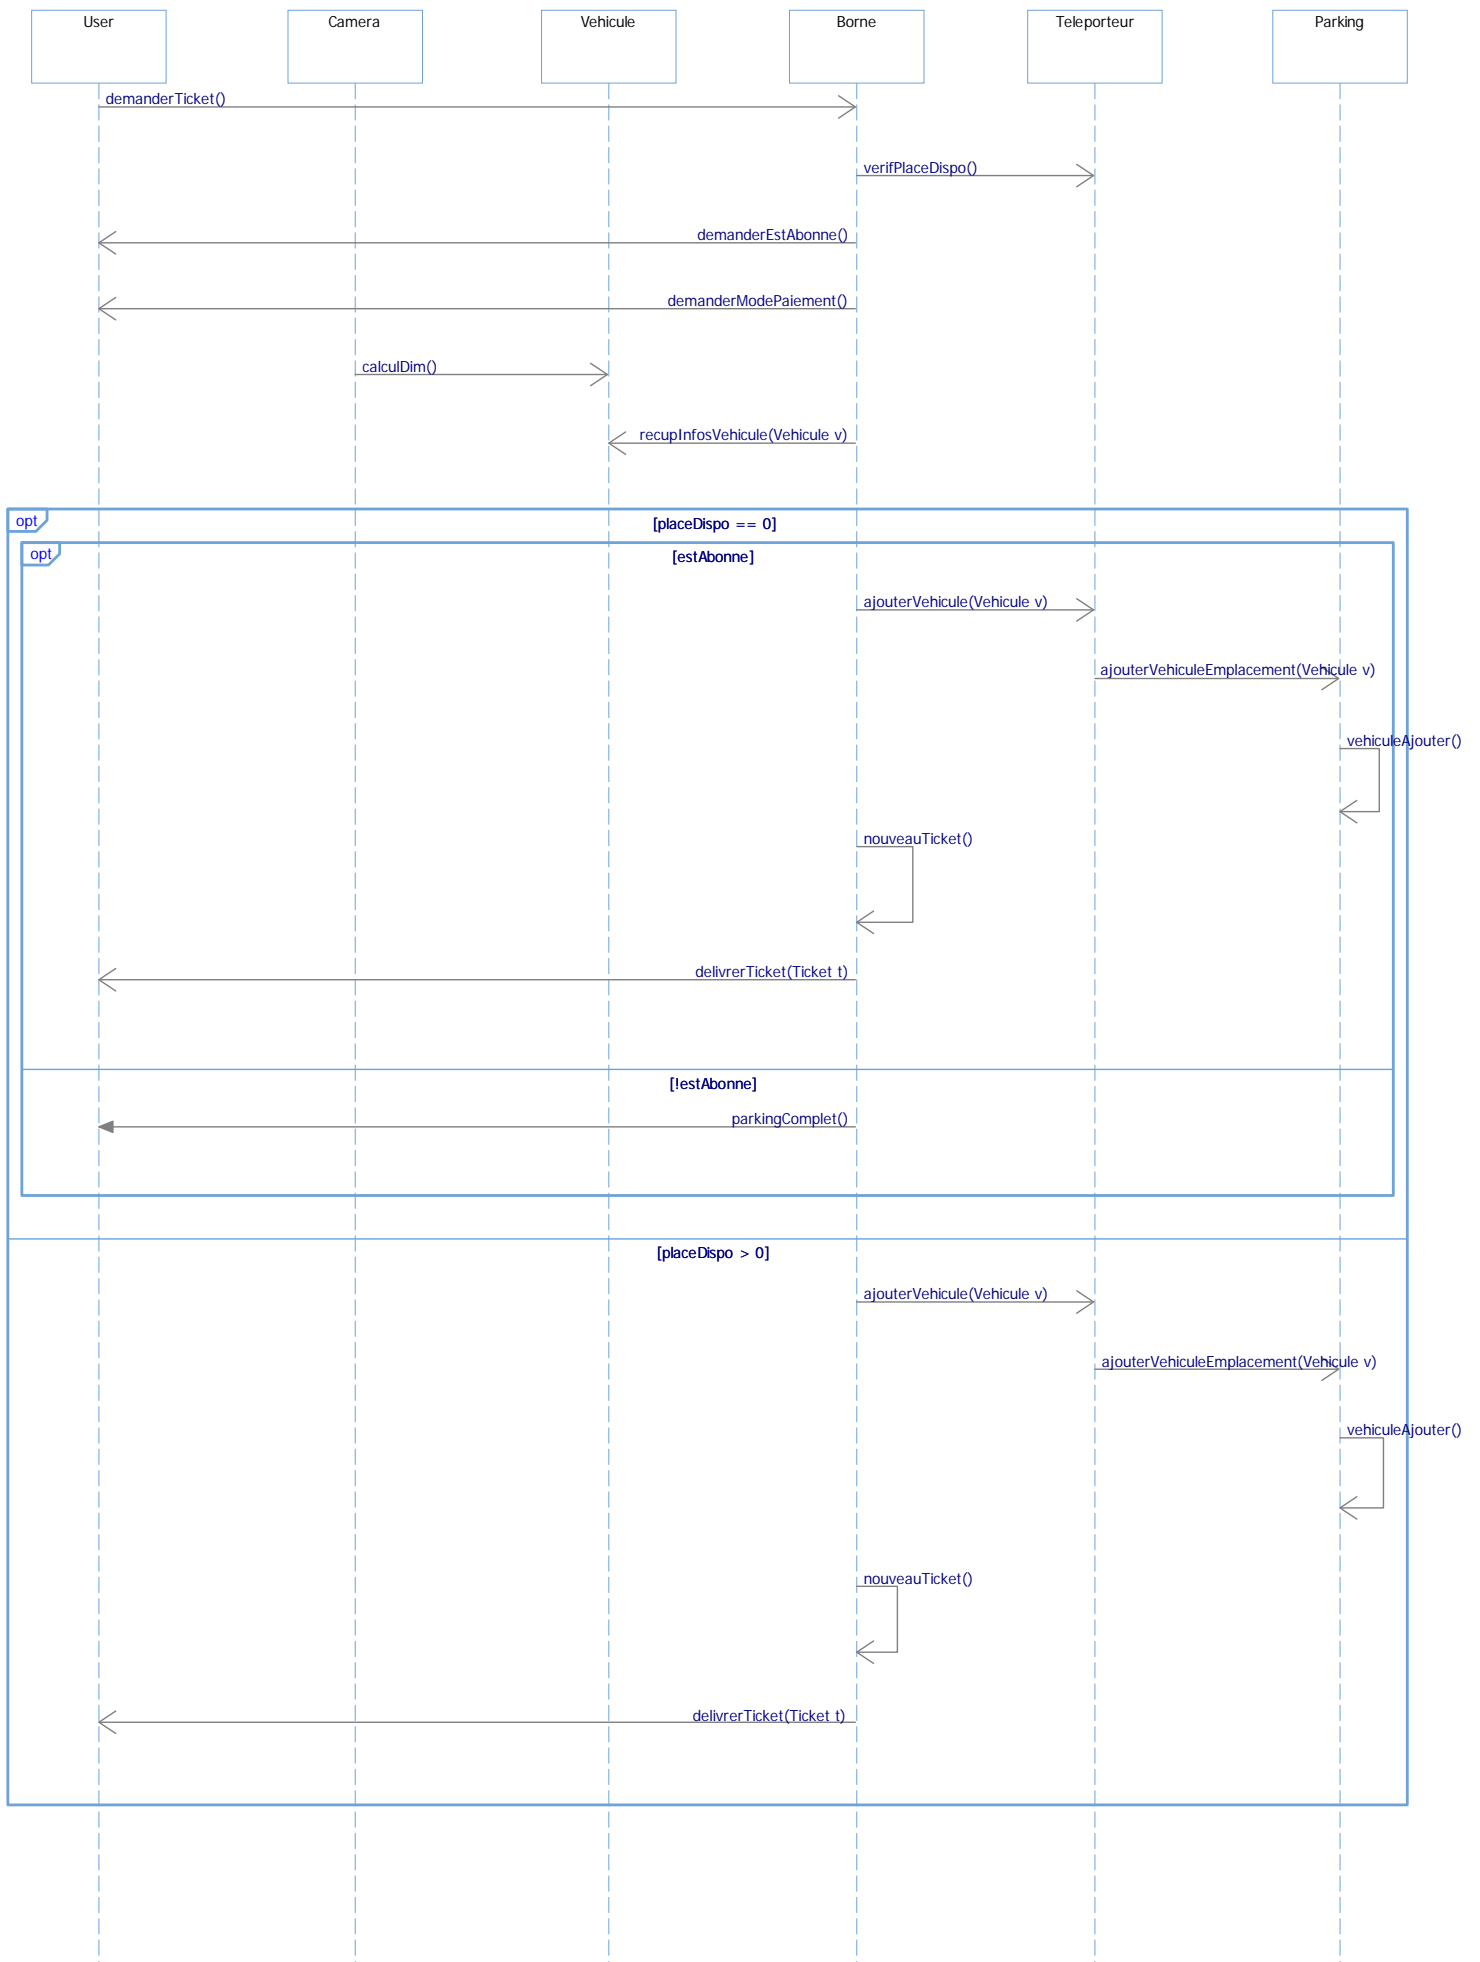 User
Camera
Vehicule
Borne
Teleporteur
Parking
demanderTicket()
verifPlaceDispo()
demanderEstAbonne()
demanderModePaiement()
calculDim()
recupInfosVehicule(Vehicule v)
opt
[placeDispo == 0]
opt
[estAbonne]
ajouterVehicule(Vehicule v)
ajouterVehiculeEmplacement(Vehicule v)
vehiculeAjouter()
nouveauTicket()
delivrerTicket(Ticket t)
[!estAbonne]
parkingComplet()
[placeDispo > 0]
ajouterVehicule(Vehicule v)
ajouterVehiculeEmplacement(Vehicule v)
vehiculeAjouter()
nouveauTicket()
delivrerTicket(Ticket t)